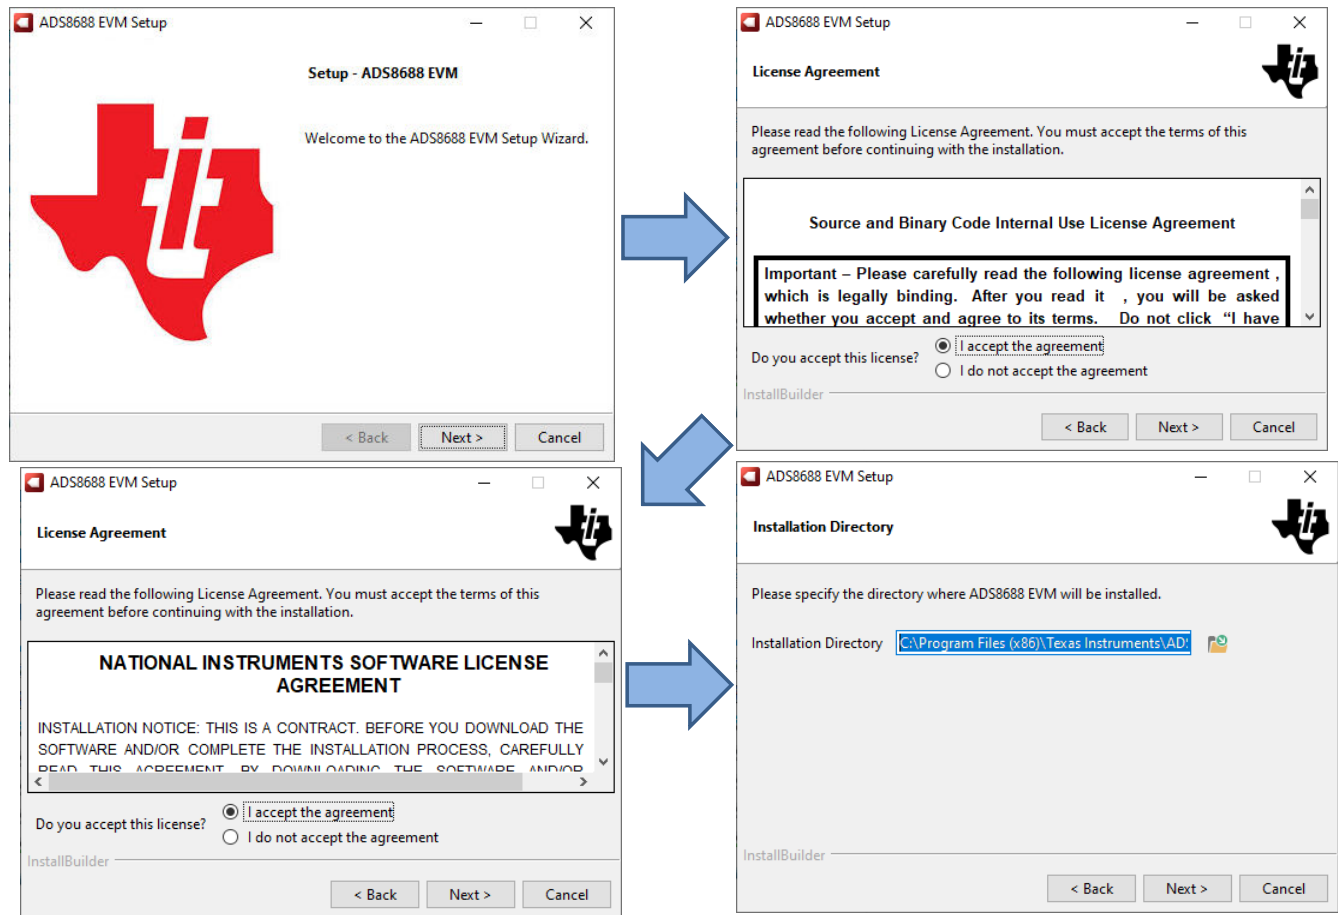 ADS8688 EVM Setup
Setup - ADS8688 EVM
Welcome to the ADS8688 EVM Setup Wizard.
< Back
Next >
Cancel
ADS8688 EVM Setup
License Agreement
Please read the following License Agreement. You must accept the terms of this
agreement before continuing with the installation.
Source and Binary Code Internal Use License Agreement
Important – Please carefully read the following license agreement ,
which is legally binding. After you read it , you will be asked
whether you accept and agree to its terms. Do not click “I have
Do you accept this license?
I accept the agreement
I do not accept the agreement
InstallBuilder
< Back
Next >
Cancel
ADS8688 EVM Setup
License Agreement
Please read the following License Agreement. You must accept the terms of this
agreement before continuing with the installation.
NATIONAL INSTRUMENTS SOFTWARE LICENSE
AGREEMENT
INSTALLATION NOTICE: THIS IS A CONTRACT. BEFORE YOU DOWNLOAD THE
SOFTWARE AND/OR COMPLETE THE INSTALLATION PROCESS, CAREFULLY
READ THIS AGREEMENT. BY DOWNLOADING THE SOFTWARE AND/OR
Do you accept this license?
I accept the agreement
I do not accept the agreement
InstallBuilder
< Back
Next >
Cancel
ADS8688 EVM Setup
Installation Directory
Please specify the directory where ADS8688 EVM will be installed.
Installation Directory
C:\Program Files (x86)\Texas Instruments\AD
InstallBuilder
< Back
Next >
Cancel